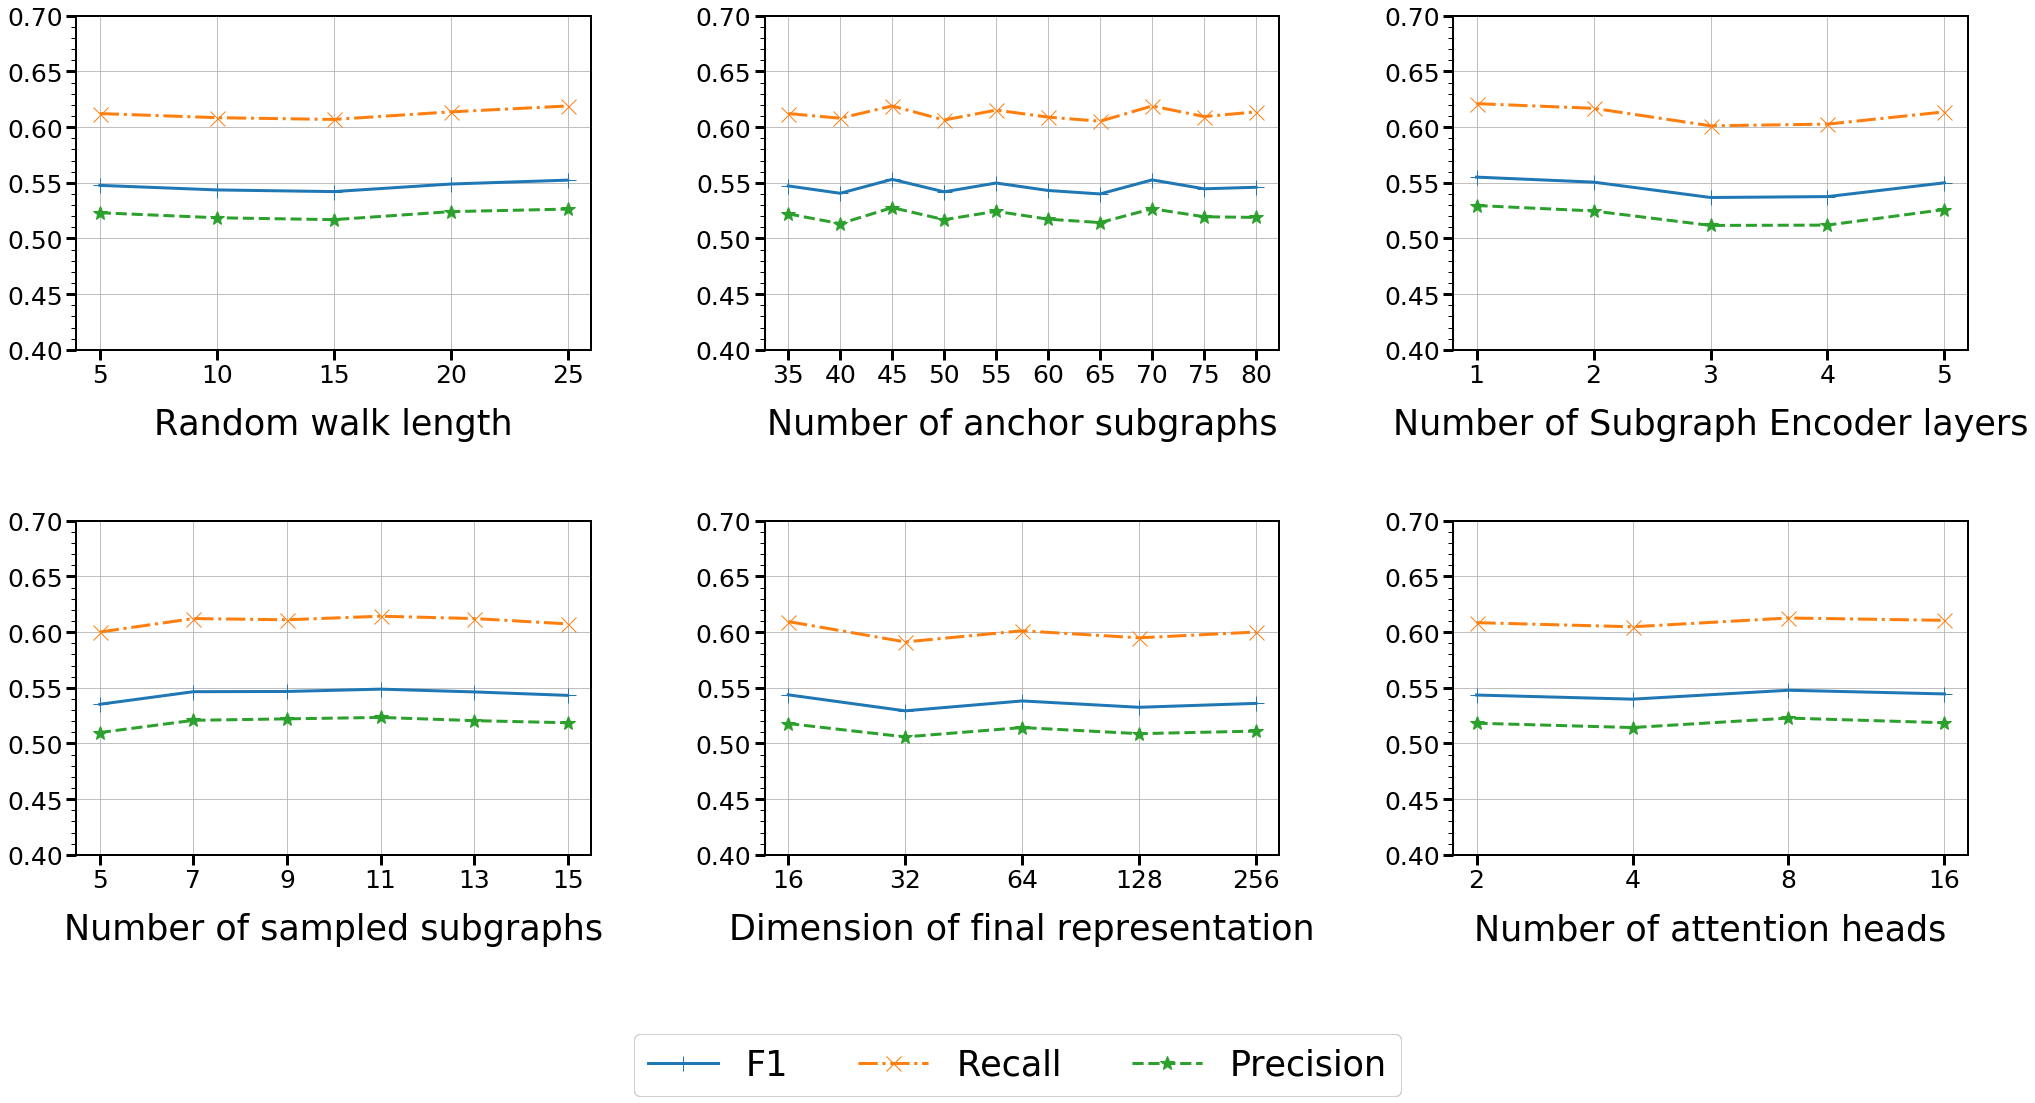 0.70 0.70 0.70
0.65 0.65 0.65
0.60 0.60 0.60
0.55 0.55 0.55
0.50 0.50 0.50
0.45 0.45 0.45
0.40 0.40 0.40
5 10 15 20 25 35 40 45 50 55 60 65 70 75 80 1 2 3 4 5
Random walk length Number of anchor subgraphs Number of Subgraph Encoder layers
0.70 0.70 0.70
0.65 0.65 0.65
0.60 0.60 0.60
0.55 0.55 0.55
0.50 0.50 0.50
0.45 0.45 0.45
0.40 0.40 0.40
5 7 9 11 13 15 16 32 64 128 256 2 4 8 16
Number of sampled subgraphs Dimension of final representation Number of attention heads
F1 Recall Precision